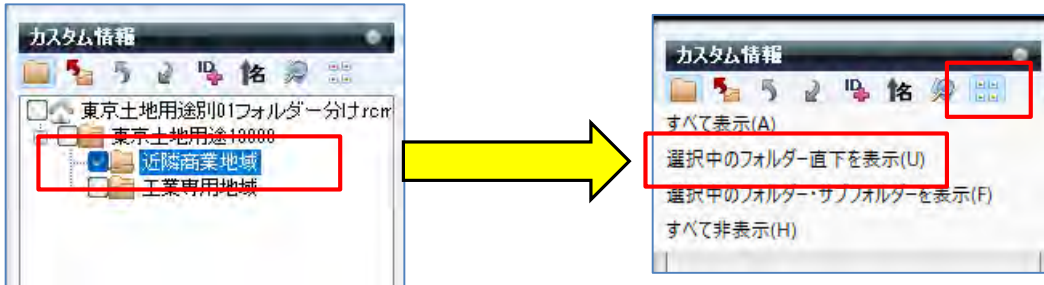 カスタム情報
ID
名
東京土地用途別01フォルダー分けrcm
東京土地用途10000
近隣商業地域
工業専用地域
カスタム情報
ID
名
すべて表示(A)
選択中のフォルダー直下を表示(U)
選択中のフォルダー・サブフォルダーを表示(F)
すべて非表示(H)